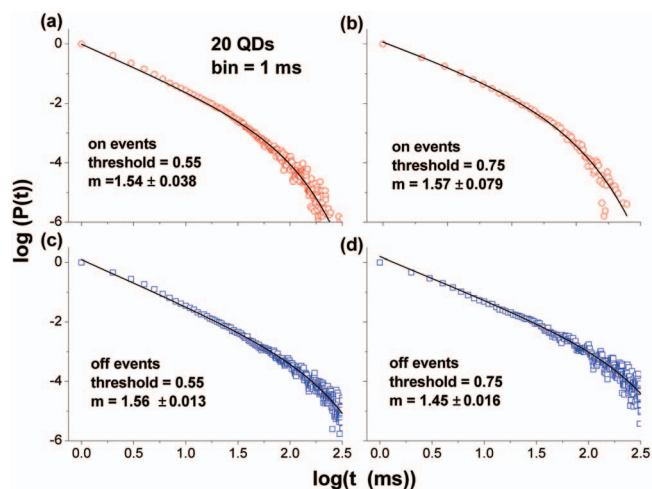 (a)
20 QDs
bin = 1 ms
on events
threshold = 0.55
m =1.54 ± 0.038
(b)
on events
threshold = 0.75
m = 1.57 ± 0.079
(c)
off events
threshold = 0.55
m = 1.56 ± 0.013
(d)
off events
threshold = 0.75
m = 1.45 ± 0.016
log (P(t))
0
-2
-4
-6
0
-2
-4
-6
0.0 0.5 1.0 1.5 2.0 2.5
0.0 0.5 1.0 1.5 2.0 2.5
log(t (ms))